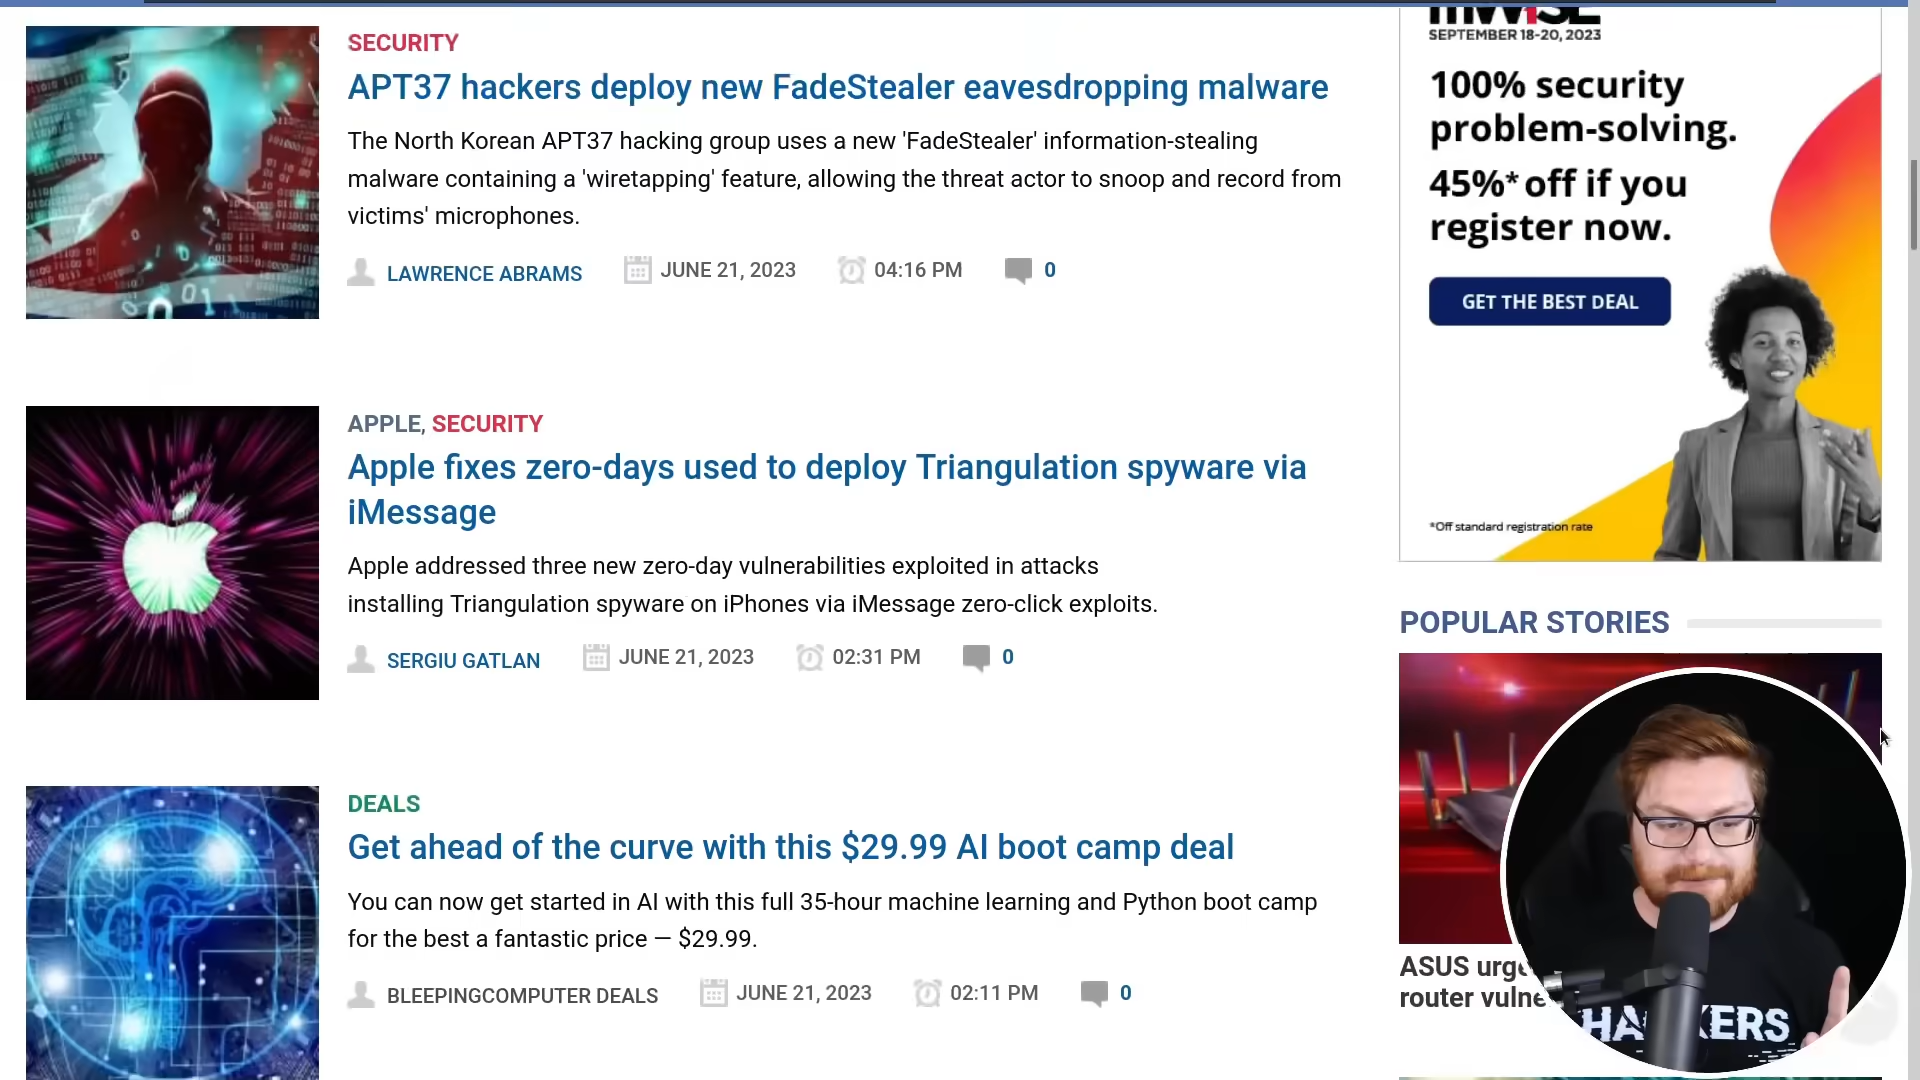 SECURITY
APT37 hackers deploy new FadeStealer eavesdropping malware
The North Korean APT37 hacking group uses a new 'FadeStealer' information-stealing
malware containing a 'wiretapping' feature, allowing the threat actor to snoop and record from
victims' microphones.
LAWRENCE ABRAMS JUNE 21, 2023 04:16 PM 0
APPLE, SECURITY
Apple fixes zero-days used to deploy Triangulation spyware via
iMessage
Apple addressed three new zero-day vulnerabilities exploited in attacks
installing Triangulation spyware on iPhones via iMessage zero-click exploits.
SERGIU GATLAN JUNE 21, 2023 02:31 PM 0
DEALS
Get ahead of the curve with this $29.99 AI boot camp deal
You can now get started in AI with this full 35-hour machine learning and Python boot camp
for the best a fantastic price — $29.99.
BLEEPINGCOMPUTER DEALS JUNE 21, 2023 02:11 PM 0
SEPTEMBER 18-20, 2023
100% security
problem-solving.
45%* off if you
register now.
GET THE BEST DEAL
*Off standard registration rate
POPULAR STORIES
ASUS
router